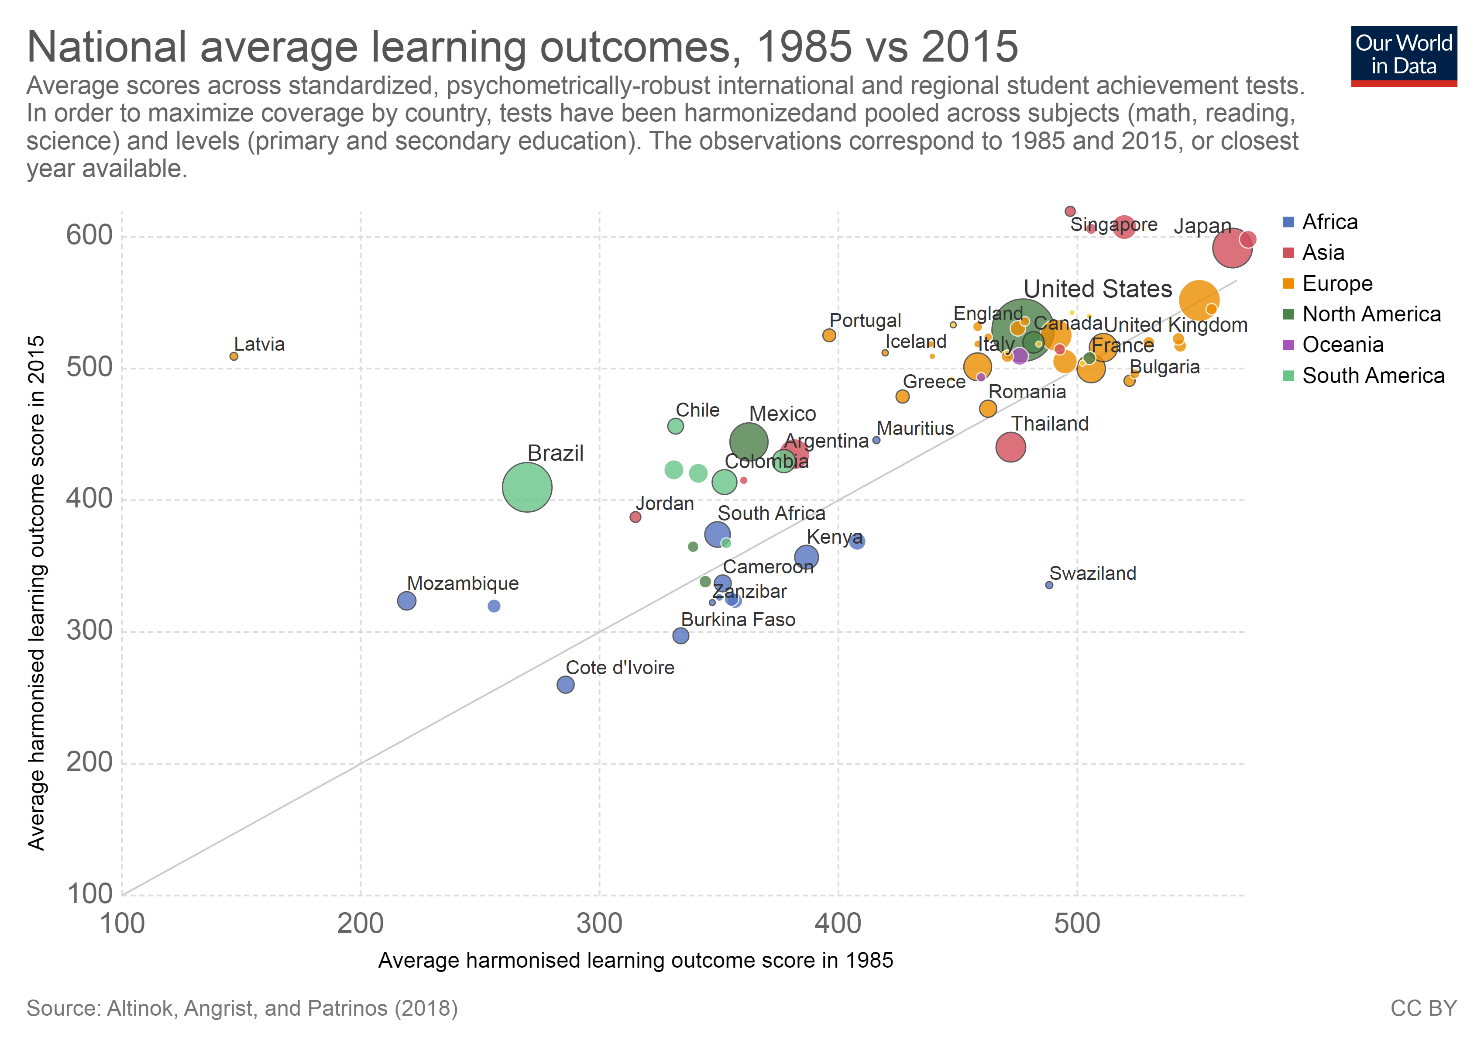 National average learning outcomes, 1985 vs 2015
Our World
in Data
Average scores across standardized, psychometrically-robust international and regional student achievement tests.
In order to maximize coverage by country, tests have been harmonizedand pooled across subjects (math, reading,
science) and levels (primary and secondary education). The observations correspond to 1985 and 2015, or closest
year available.
Average harmonised learning outcome score in 2015
600
500
400
300
200
100
Singapore
Japan
United States
Portugal
England
Canada
United Kingdom
Latvia
Iceland
Italy
France
Bulgaria
Greece
Romania
Chile
Mexico
Mauritius
Thailand
Argentina
Brazil
Colombia
Jordan
South Africa
Kenya
Cameroon
Swaziland
Mozambique
Zanzibar
Burkina Faso
Cote d'Ivoire
Africa
Asia
Europe
North America
Oceania
South America
100
200
300
400
500
Average harmonised learning outcome score in 1985
Source: Altinok, Angrist, and Patrinos (2018)
CC BY